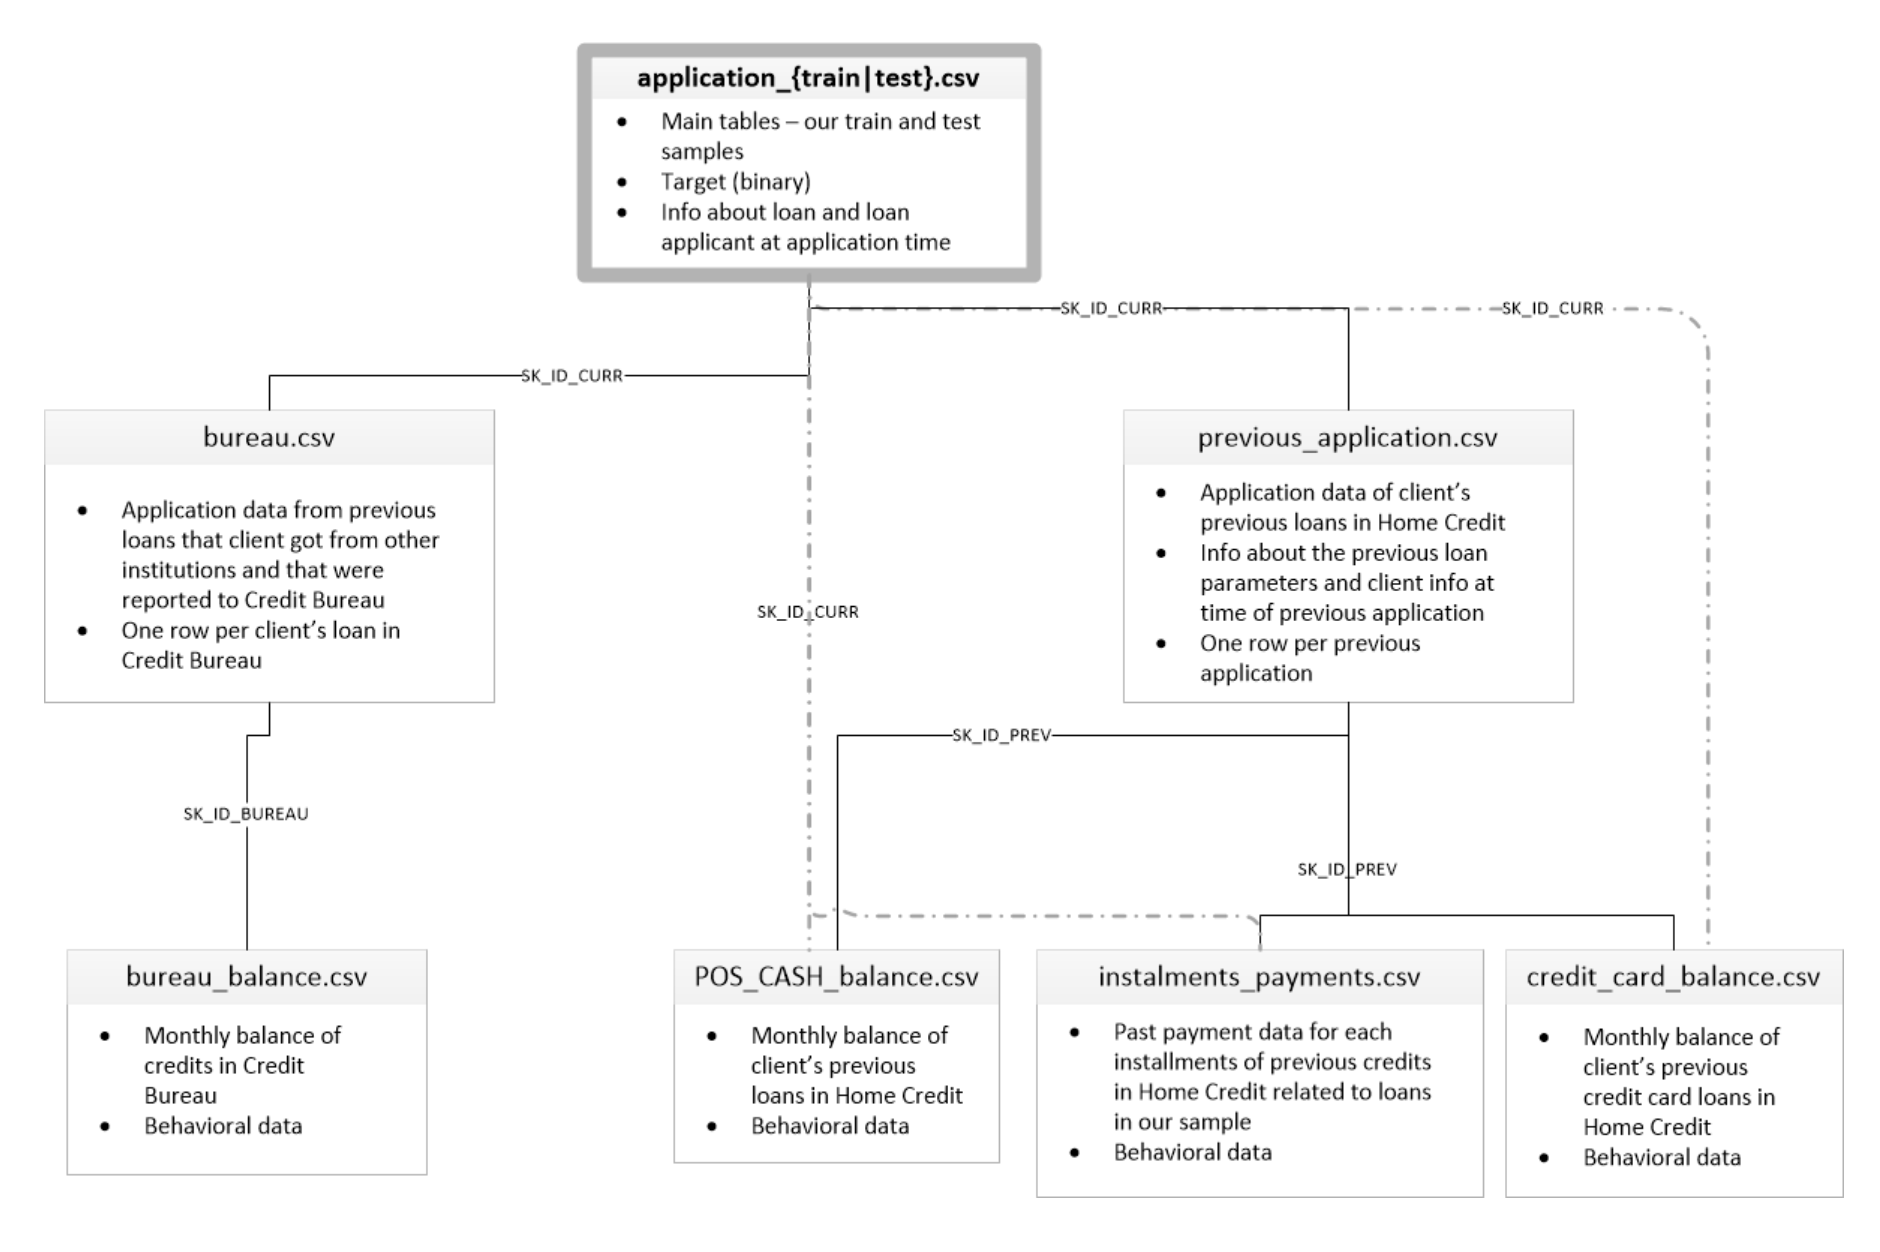 application_{train|test}.csv
• Main tables – our train and test
samples
• Target (binary)
• Info about loan and loan
applicant at application time
SK_ID_CURR
SK_ID_CURR
SK_ID_CURR
bureau.csv
• Application data from previous
loans that client got from other
institutions and that were
reported to Credit Bureau
• One row per client’s loan in
Credit Bureau
previous_application.csv
• Application data of client’s
previous loans in Home Credit
• Info about the previous loan
parameters and client info at
time of previous application
• One row per previous
application
SK_ID_CURR
SK_ID_PREV
SK_ID_BUREAU
SK_ID_PREV
bureau_balance.csv
• Monthly balance of
credits in Credit
Bureau
• Behavioral data
POS_CASH_balance.csv
• Monthly balance of
client’s previous
loans in Home Credit
• Behavioral data
instalments_payments.csv
• Past payment data for each
installments of previous credits
in Home Credit related to loans
in our sample
• Behavioral data
credit_card_balance.csv
• Monthly balance of
client’s previous
credit card loans in
Home Credit
• Behavioral data